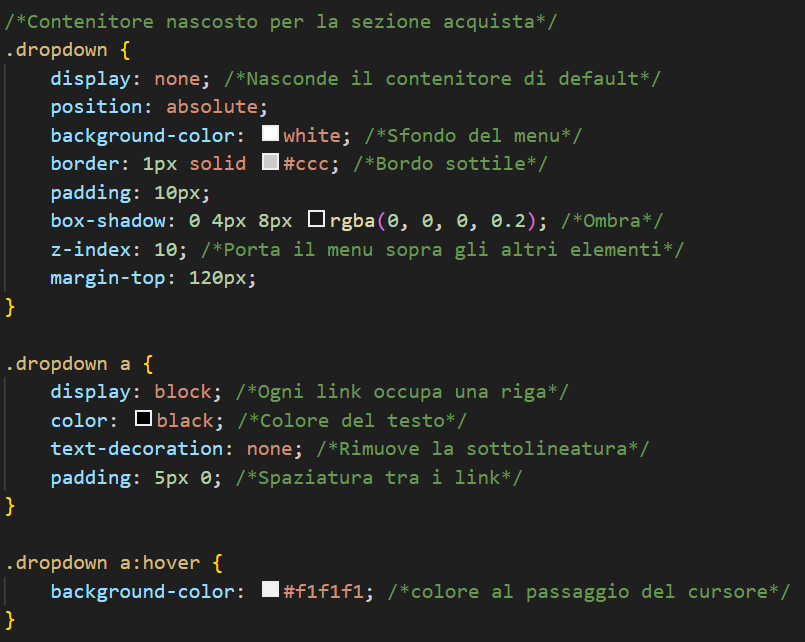 /*Contenitore nascosto per la sezione acquista*/
.dropdown {
    display: none; /*Nasconde il contenitore di default*/
    position: absolute;
    background-color: white; /*Sfondo del menu*/
    border: 1px solid #ccc; /*Bordo sottile*/
    padding: 10px;
    box-shadow: 0 4px 8px rgba(0, 0, 0, 0.2); /*Ombra*/
    z-index: 10; /*Porta il menu sopra gli altri elementi*/
    margin-top: 120px;
}

.dropdown a {
    display: block; /*Ogni link occupa una riga*/
    color: black; /*Colore del testo*/
    text-decoration: none; /*Rimuove la sottolineatura*/
    padding: 5px 0; /*Spaziatura tra i link*/
}

.dropdown a:hover {
    background-color: #f1f1f1; /*colore al passaggio del cursore*/
}